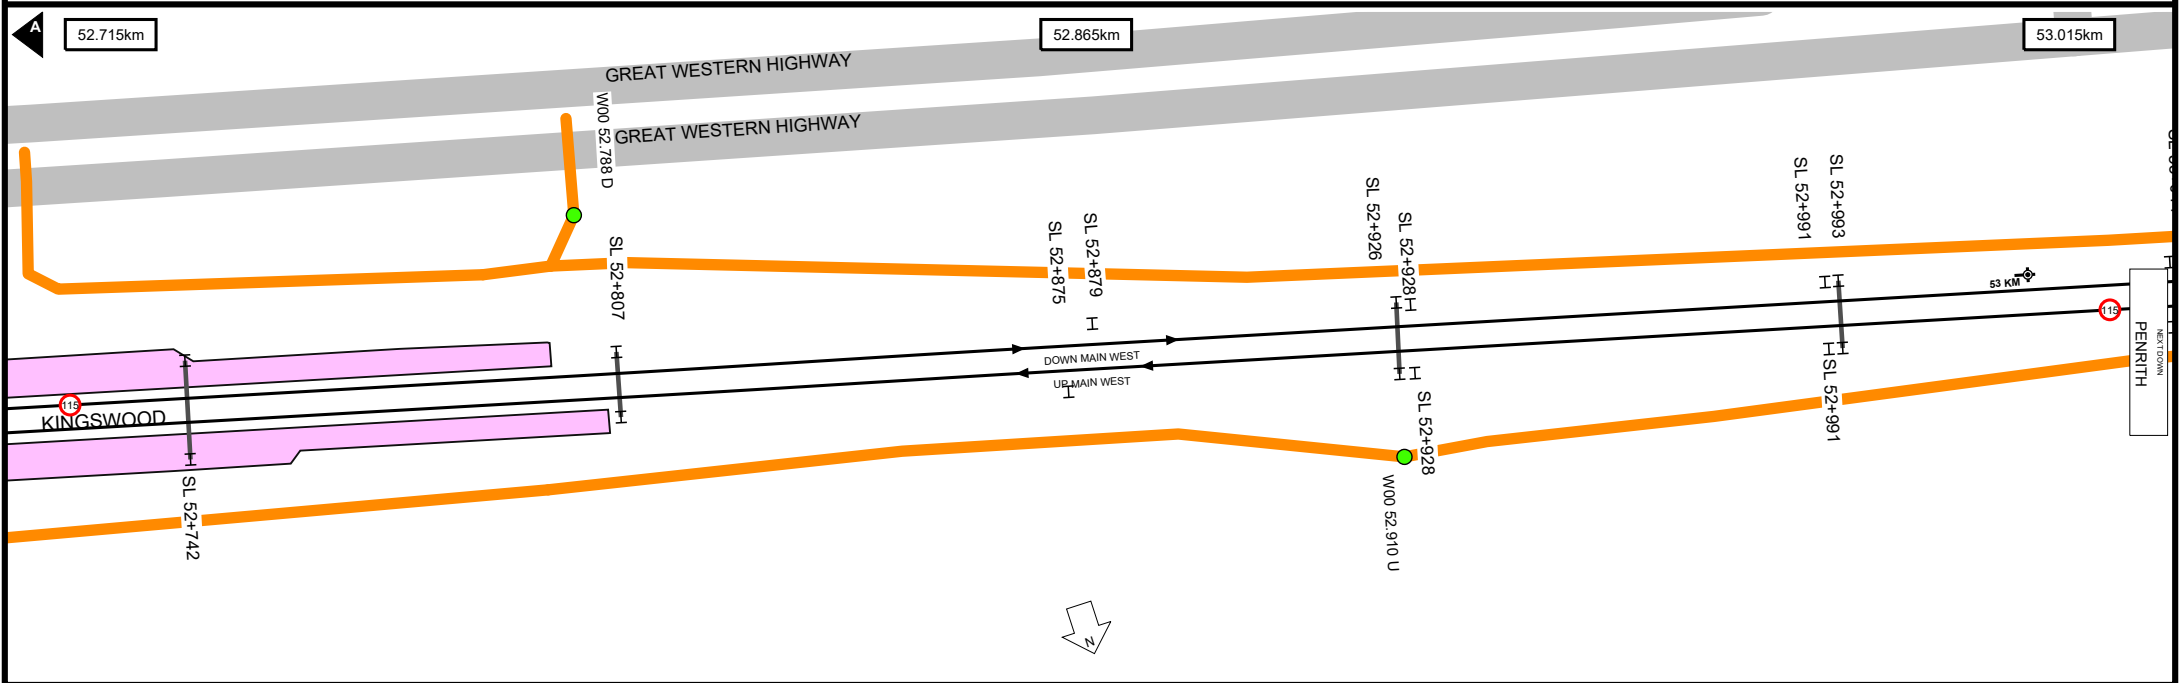 A
52.715km
52.865km
53.015km
GREAT WESTERN HIGHWAY
GREAT WESTERN HIGHWAY
W00 52.788 D
SL 52+807
SL 52+875
SL 52+879
SL 52+926
SL 52+928
SL 52+991
SL 52+993
53 KM
115
115
KINGSWOOD
DOWN MAIN WEST
UP MAIN WEST
NEXT DOWN
PENRITH
SL 52+742
SL 52+928
SL 52+991
W00 52.910 U
N